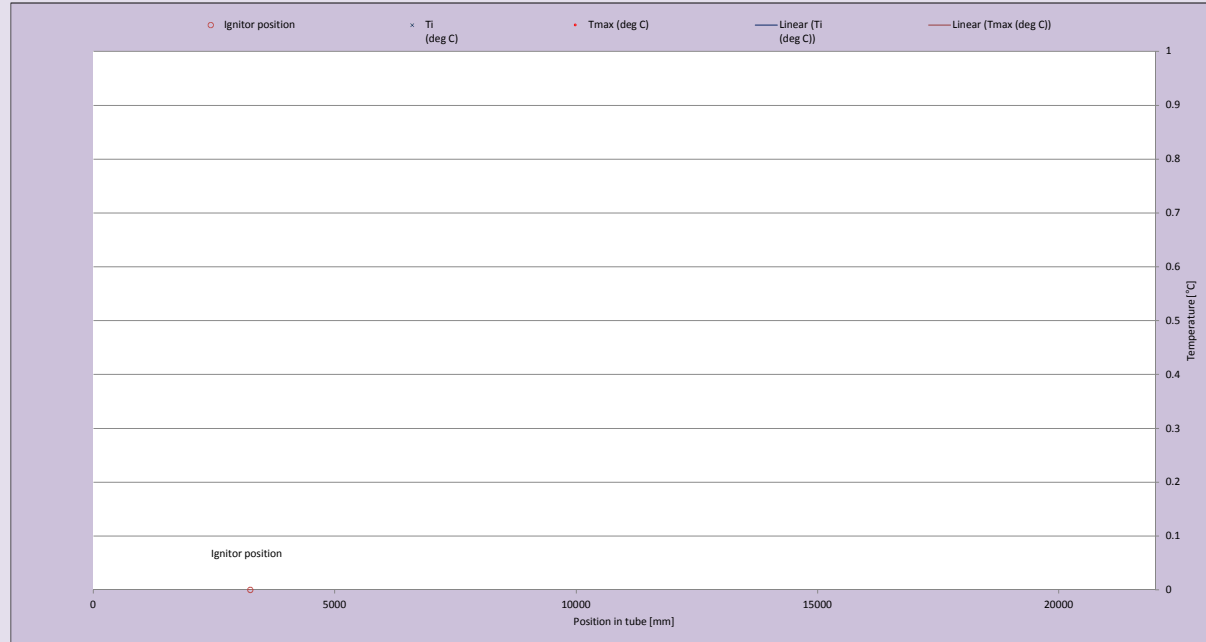 Ignitor position
Ti
(deg C)
Tmax (deg C)
Linear (Ti
(deg C))
Linear (Tmax (deg C))
1
0.9
0.8
0.7
0.6
0.5
0.4
0.3
0.2
0.1
0
Temperature [°C]
Ignitor position
0
5000
10000
15000
20000
Position in tube [mm]